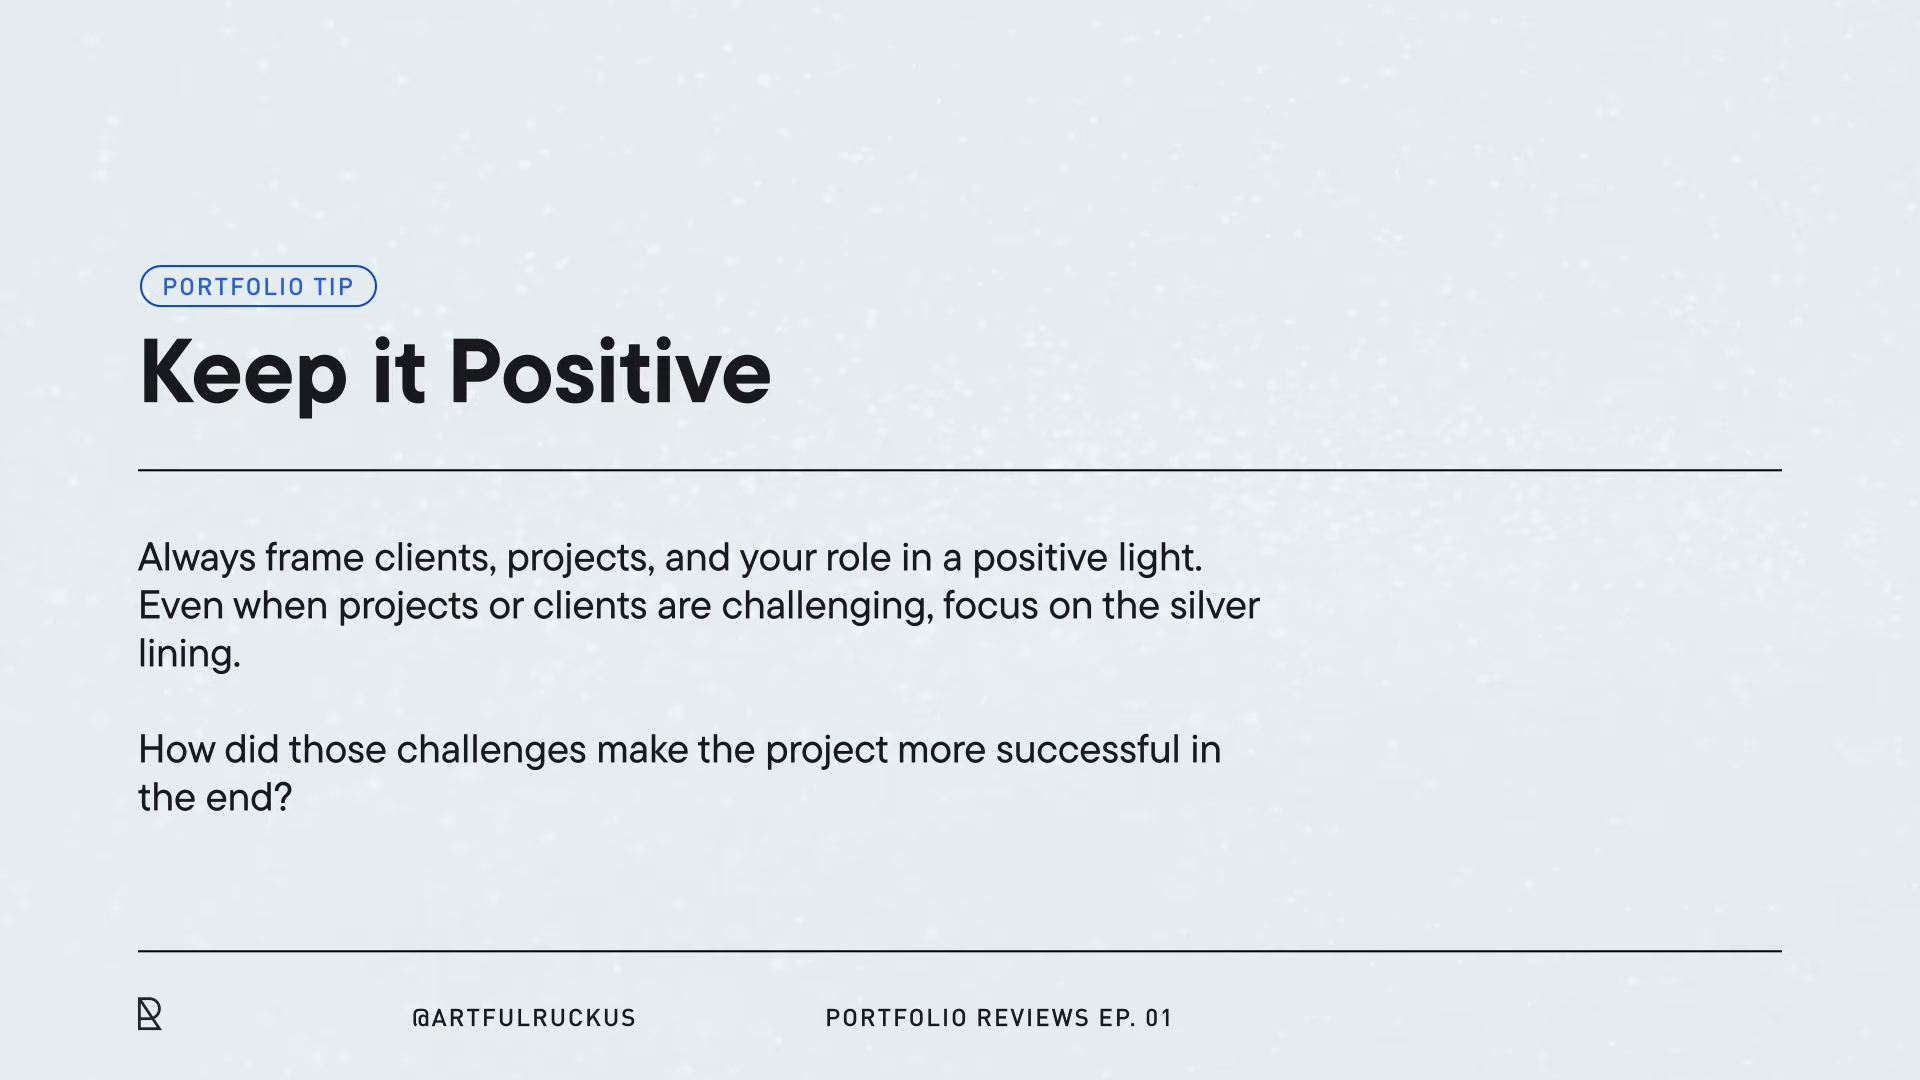 PORTFOLIO TIP
Keep it Positive
Always frame clients, projects, and your role in a positive light.
Even when projects or clients are challenging, focus on the silver
lining.
How did those challenges make the project more successful in
the end?
@ARTFULRUCKUS
PORTFOLIO REVIEWS EP. 01